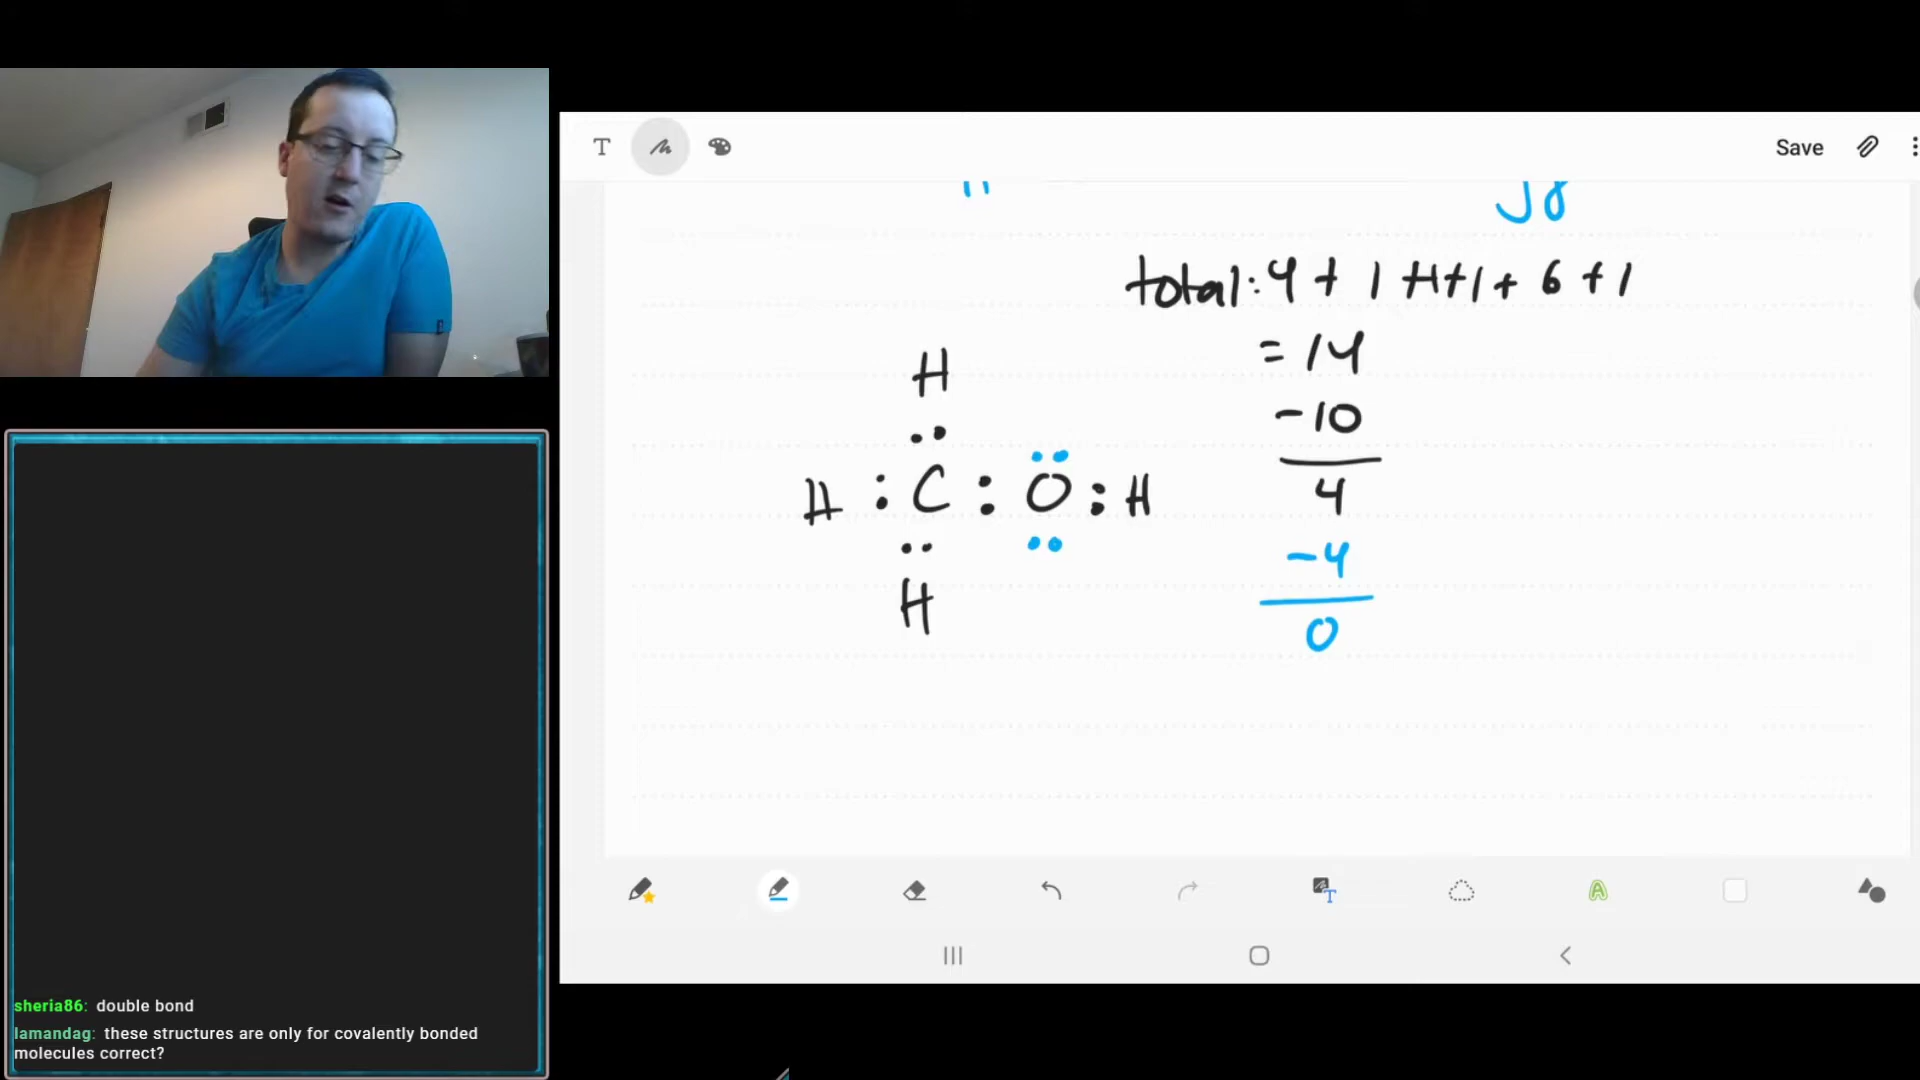 T
Save
total: 4 + 1 +1+1 + 6 + 1
= 14
-10
4
-4
0
H
H : C : O : H
H
A
T
sheria86: double bond
lamandag: these structures are only for covalently bonded
molecules correct?